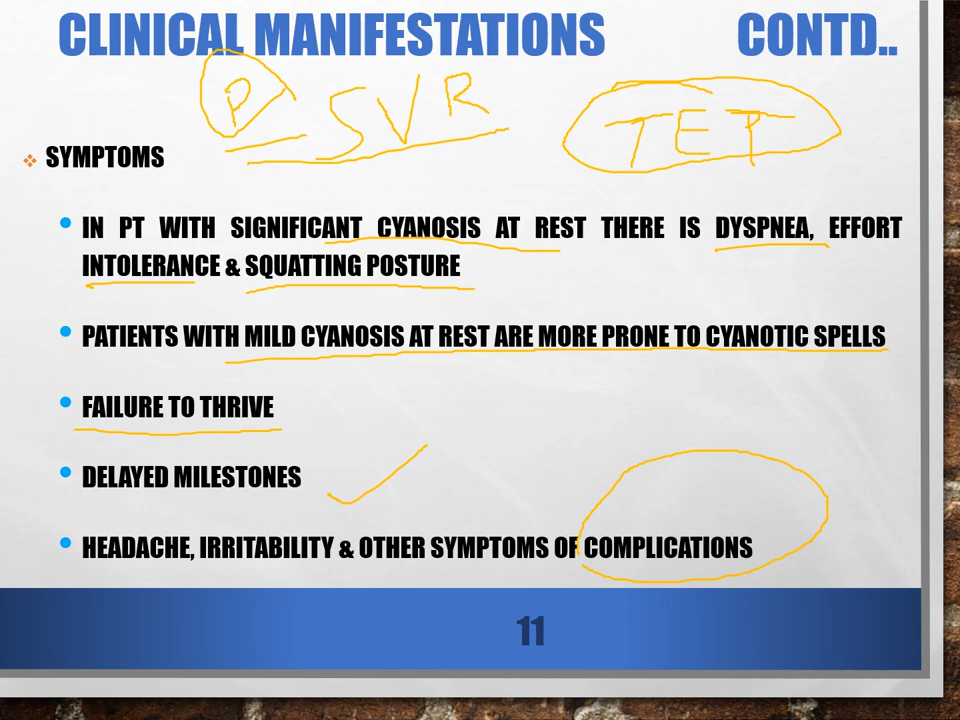 CLINICAL MANIFESTATIONS CONTD..
P SVR TET
❖ SYMPTOMS
• IN PT WITH SIGNIFICANT CYANOSIS AT REST THERE IS DYSPNEA, EFFORT
INTOLERANCE & SQUATTING POSTURE
• PATIENTS WITH MILD CYANOSIS AT REST ARE MORE PRONE TO CYANOTIC SPELLS
• FAILURE TO THRIVE
• DELAYED MILESTONES
• HEADACHE, IRRITABILITY & OTHER SYMPTOMS OF COMPLICATIONS
11